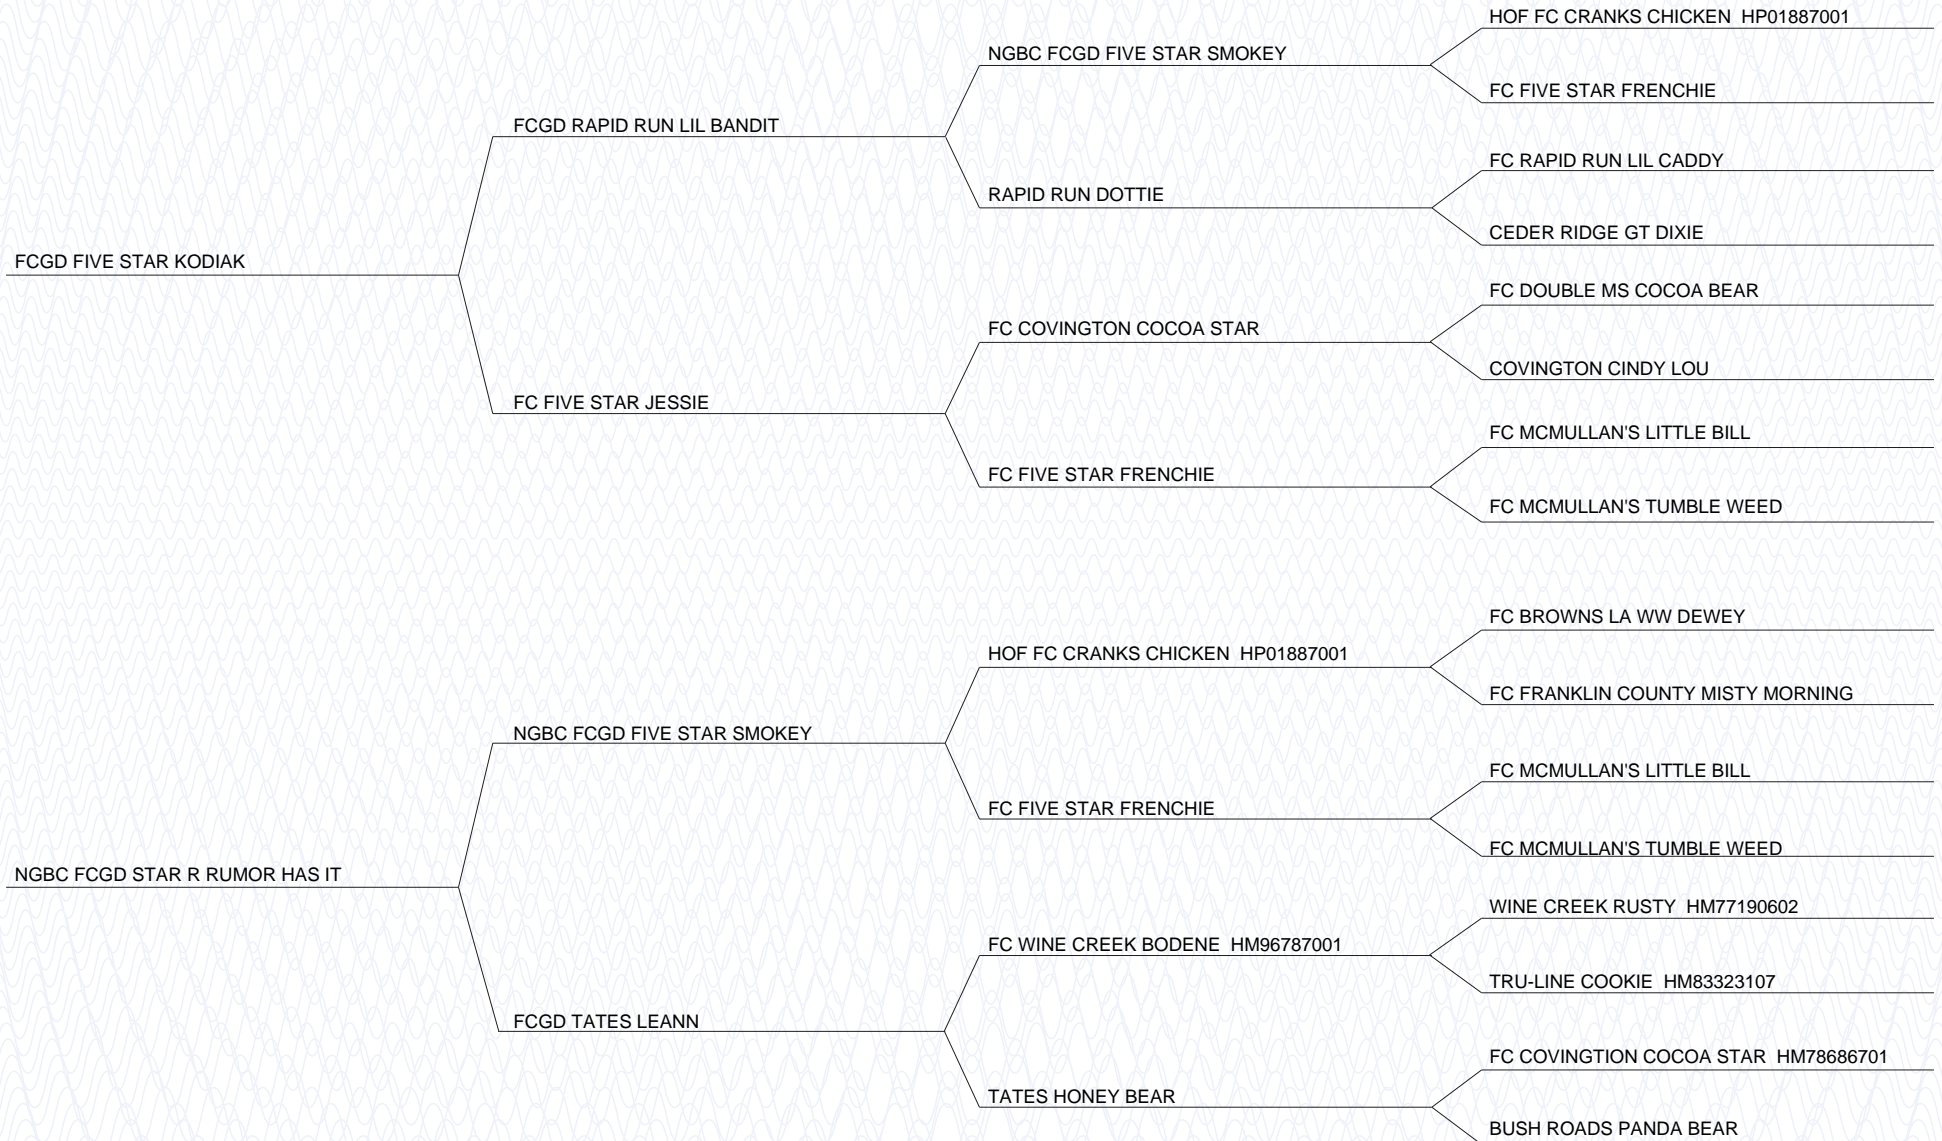 HOF FC CRANKS CHICKEN HP01887001
NGBC FCGD FIVE STAR SMOKEY
FC FIVE STAR FRENCHIE
FCGD RAPID RUN LIL BANDIT
FC RAPID RUN LIL CADDY
RAPID RUN DOTTIE
CEDER RIDGE GT DIXIE
FCGD FIVE STAR KODIAK
FC DOUBLE MS COCOA BEAR
FC COVINGTON COCOA STAR
COVINGTON CINDY LOU
FC FIVE STAR JESSIE
FC MCMULLAN'S LITTLE BILL
FC FIVE STAR FRENCHIE
FC MCMULLAN'S TUMBLE WEED
FC BROWNS LA WW DEWEY
HOF FC CRANKS CHICKEN HP01887001
FC FRANKLIN COUNTY MISTY MORNING
NGBC FCGD FIVE STAR SMOKEY
FC MCMULLAN'S LITTLE BILL
FC FIVE STAR FRENCHIE
FC MCMULLAN'S TUMBLE WEED
NGBC FCGD STAR R RUMOR HAS IT
WINE CREEK RUSTY HM77190602
FC WINE CREEK BODENE HM96787001
TRU-LINE COOKIE HM83323107
FCGD TATES LEANN
FC COVINGTION COCOA STAR HM78686701
TATES HONEY BEAR
BUSH ROADS PANDA BEAR